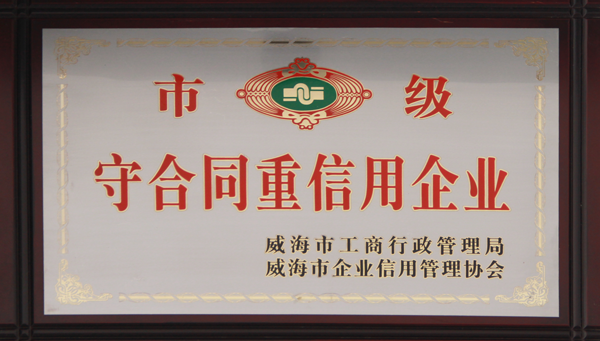 市 级
守合同重信用企业
威海市工商行政管理局
威海市企业信用管理协会